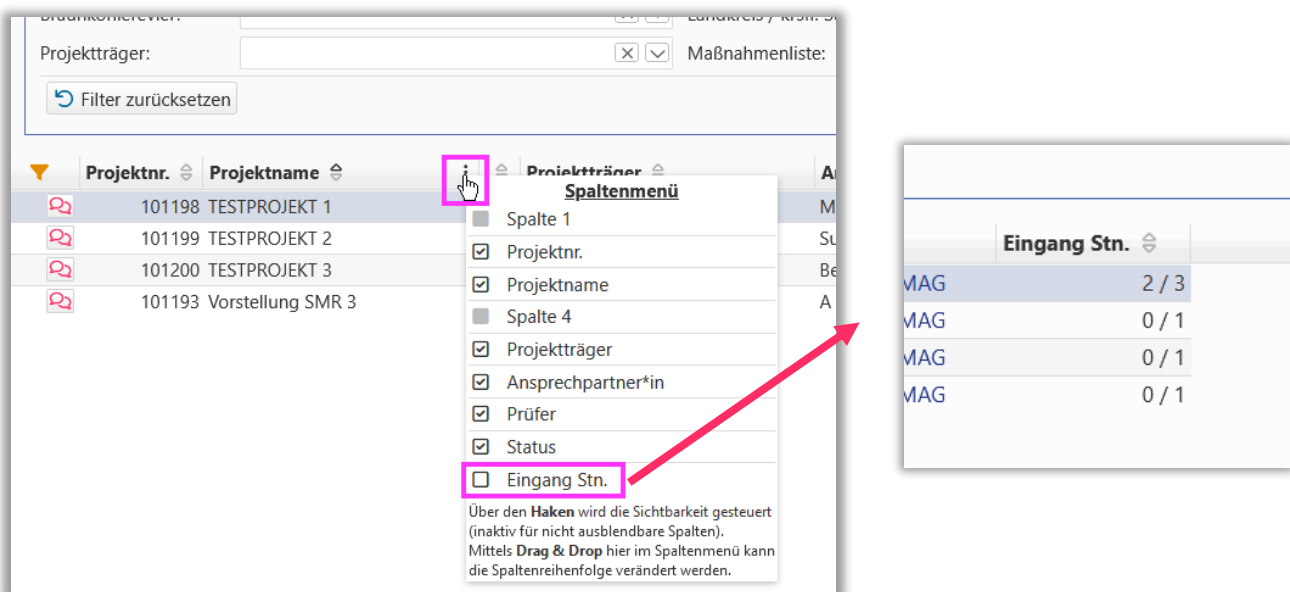 Projektträger:
Maßnahmenliste:
Filter zurücksetzen
Projektnr. Projektname Projektträger
101198 TESTPROJEKT 1
101199 TESTPROJEKT 2
101200 TESTPROJEKT 3
101193 Vorstellung SMR 3
Spaltenmenü
Spalte 1
Projektnr.
Projektname
Spalte 4
Projektträger
Ansprechpartner*in
Prüfer
Status
Eingang Stn.
Über den Haken wird die Sichtbarkeit gesteuert
(inaktiv für nicht ausblendbare Spalten).
Mittels Drag & Drop hier im Spaltenmenü kann
die Spaltenreihenfolge verändert werden.
Eingang Stn.
MAG 2 / 3
MAG 0 / 1
MAG 0 / 1
MAG 0 / 1